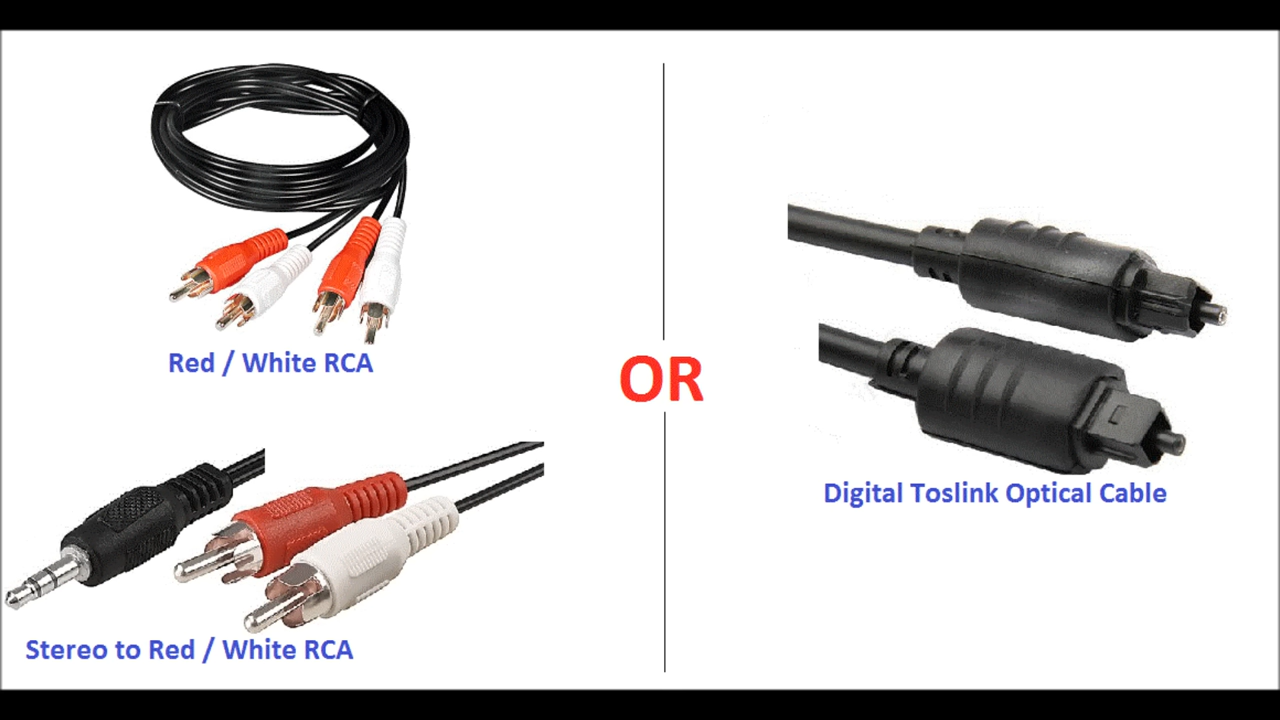 Red / White RCA
OR
Digital Toslink Optical Cable
Stereo to Red / White RCA